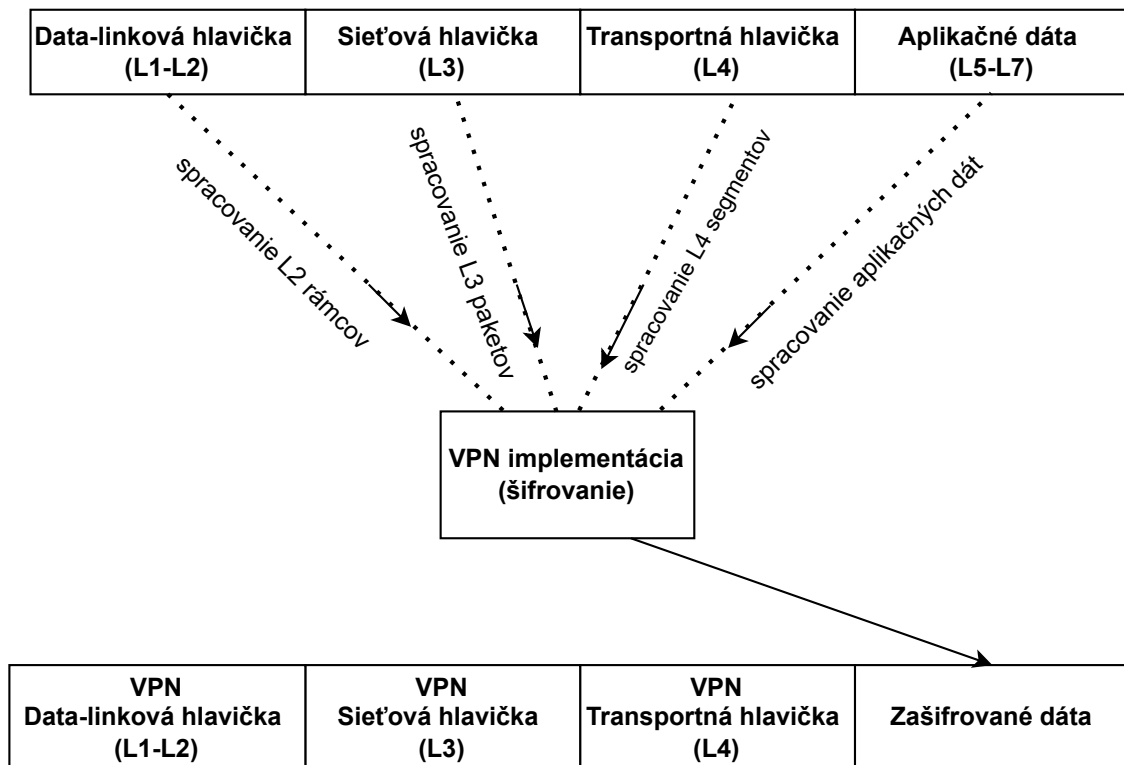 Data-linková hlavička
(L1-L2)
Sieťová hlavička
(L3)
Transportná hlavička
(L4)
Aplikačné dáta
(L5-L7)
spracovanie L2 rámcov
spracovanie L3 paketov
spracovanie L4 segmentov
spracovanie aplikačných dát
VPN implementácia
(šifrovanie)
VPN
Data-linková hlavička
(L1-L2)
VPN
Sieťová hlavička
(L3)
VPN
Transportná hlavička
(L4)
Zašifrované dáta